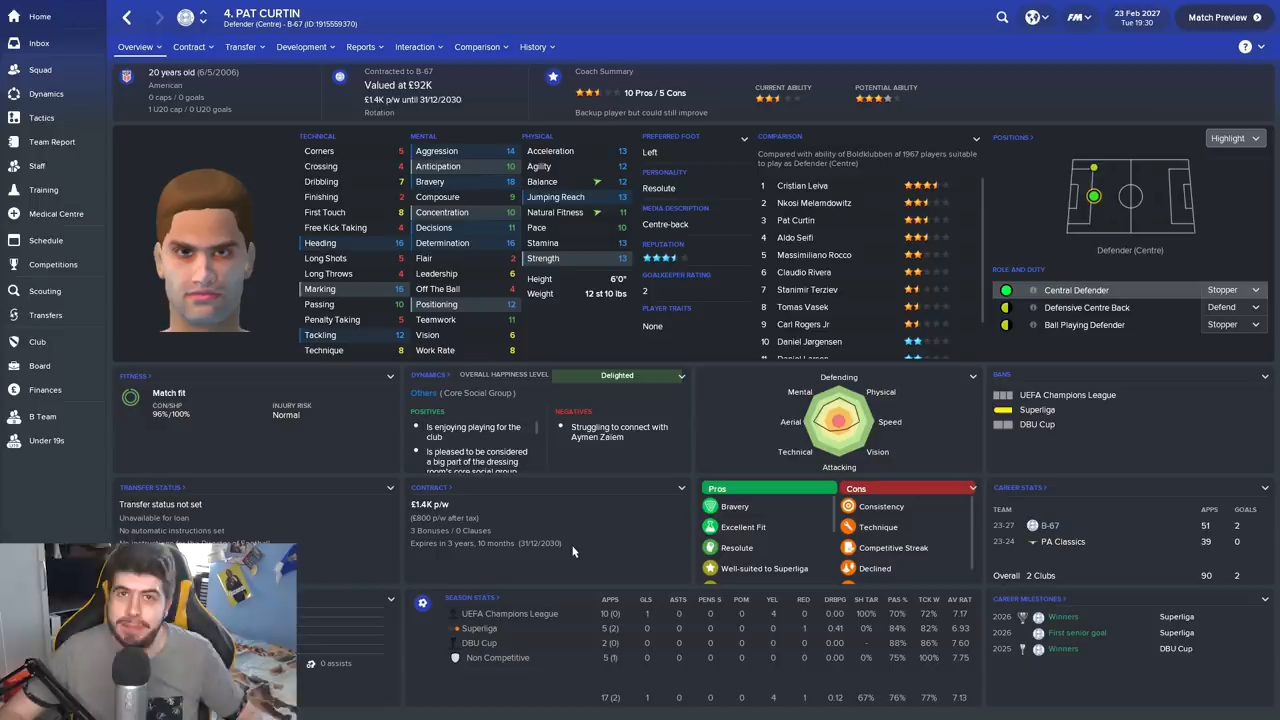 Home
Inbox
Squad
Dynamics
Tactics
Team Report
Staff
Training
Medical Centre
Schedule
Competitions
Scouting
Transfers
Club
Board
Finances
B Team
Under 19s
4. PAT CURTIN
Defender (Centre) - B-67 (ID:1915559370)
23 Feb 2027
Tue 19:30
FM
Match Preview
Overview
Contract
Transfer
Development
Reports
Interaction
Comparison
History
20 years old (6/5/2006)
American
0 caps / 0 goals
1 U20 cap / 0 U20 goals
Contracted to B-67
Valued at £92K
£1.4K p/w until 31/12/2030
Rotation
Coach Summary
10 Pros / 5 Cons
Backup player but could still improve
CURRENT ABILITY
POTENTIAL ABILITY
TECHNICAL
Corners 5
Crossing 4
Dribbling 7
Finishing 2
First Touch 8
Free Kick Taking 4
Heading 16
Long Shots 5
Long Throws 4
Marking 16
Passing 10
Penalty Taking 5
Tackling 12
Technique 8
MENTAL
Aggression 14
Anticipation 10
Bravery 18
Composure 9
Concentration 10
Decisions 11
Determination 16
Flair 2
Leadership 6
Off The Ball 4
Positioning 12
Teamwork 11
Vision 6
Work Rate 8
PHYSICAL
Acceleration 13
Agility 12
Balance 12
Jumping Reach 13
Natural Fitness 11
Pace 10
Stamina 13
Strength 13
Height 6'0"
Weight 12 st 10 lbs
PREFERRED FOOT
Left
PERSONALITY
Resolute
MEDIA DESCRIPTION
Centre-back
REPUTATION
GOALKEEPER RATING
2
PLAYER TRAITS
None
COMPARISON
Compared with ability of Boldklubben af 1967 players suitable
to play as Defender (Centre)
1 Cristian Leiva
2 Nkosi Melamdowitz
3 Pat Curtin
4 Aldo Seifi
5 Massimiliano Rocco
6 Claudio Rivera
7 Stanimir Terziev
8 Tomas Vasek
9 Carl Rogers Jr
10 Daniel Jørgensen
POSITIONS >
Highlight
Defender (Centre)
ROLE AND DUTY
Central Defender Stopper
Defensive Centre Back Defend
Ball Playing Defender Stopper
FITNESS >
Match fit
CON/SHP
96%/100%
INJURY RISK
Normal
DYNAMICS > OVERALL HAPPINESS LEVEL Delighted
Others ( Core Social Group )
POSITIVES
Is enjoying playing for the
club
Is pleased to be considered
a big part of the dressing
room's core social group
NEGATIVES
Struggling to connect with
Aymen Zaiem
Defending
Mental
Physical
Aerial
Speed
Technical
Vision
Attacking
BANS
UEFA Champions League
Superliga
DBU Cup
TRANSFER STATUS >
Transfer status not set
Unavailable for loan
No automatic instructions set
CONTRACT >
£1.4K p/w
(£800 p/w after tax)
3 Bonuses / 0 Clauses
Expires in 3 years, 10 months (31/12/2030)
Pros
Bravery
Excellent Fit
Resolute
Well-suited to Superliga
Cons
Consistency
Technique
Competitive Streak
Declined
CAREER STATS >
TEAM APPS GOALS
23-27 B-67 51 2
23-24 PA Classics 39 0
Overall 2 Clubs 90 2
0 assists
SEASON STATS > APPS GLS ASTS PENS S POM YEL RED DRBPG SH TAR PAS % TCK W AV RAT
UEFA Champions League 10 (0) 1 0 0 0 4 0 0.00 100% 70% 72% 7.17
Superliga 5 (2) 0 0 0 0 0 1 0.41 0% 84% 82% 6.93
DBU Cup 2 (0) 0 0 0 0 0 0 0.00 - 88% 86% 7.60
Non Competitive 5 (1) 0 0 0 0 0 0 0.00 0% 75% 100% 7.75
17 (2) 1 0 0 0 4 1 0.12 67% 76% 77% 7.13
CAREER MILESTONES >
2026 Winners Superliga
2026 First senior goal Superliga
2025 Winners DBU Cup